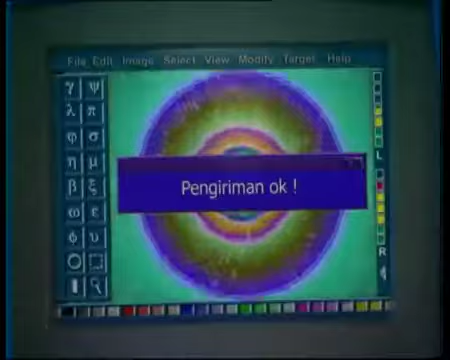 File Edit Image Select View Modify Target Help
γ ψ
λ π
φ σ
η μ
β ξ
ω ε
φ υ
Pengiriman ok !
L
R